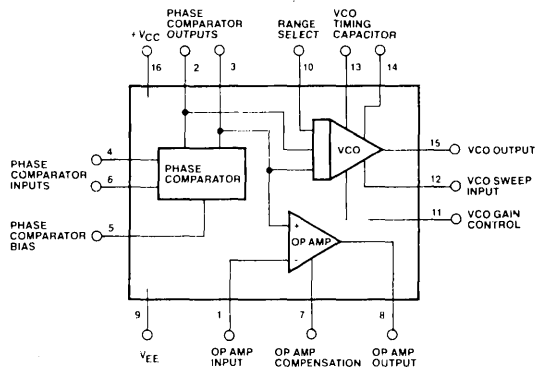 PHASE
COMPARATOR
OUTPUTS
+ VCC
RANGE
SELECT
VCO
TIMING
CAPACITOR
16
2
3
10
13
14
PHASE
COMPARATOR
INPUTS
4
6
PHASE
COMPARATOR
VCO
15
VCO OUTPUT
12
VCO SWEEP
INPUT
11
VCO GAIN
CONTROL
PHASE
COMPARATOR
BIAS
5
+
OP AMP
-
9
1
7
8
VEE
OP AMP
INPUT
OP AMP
COMPENSATION
OP AMP
OUTPUT